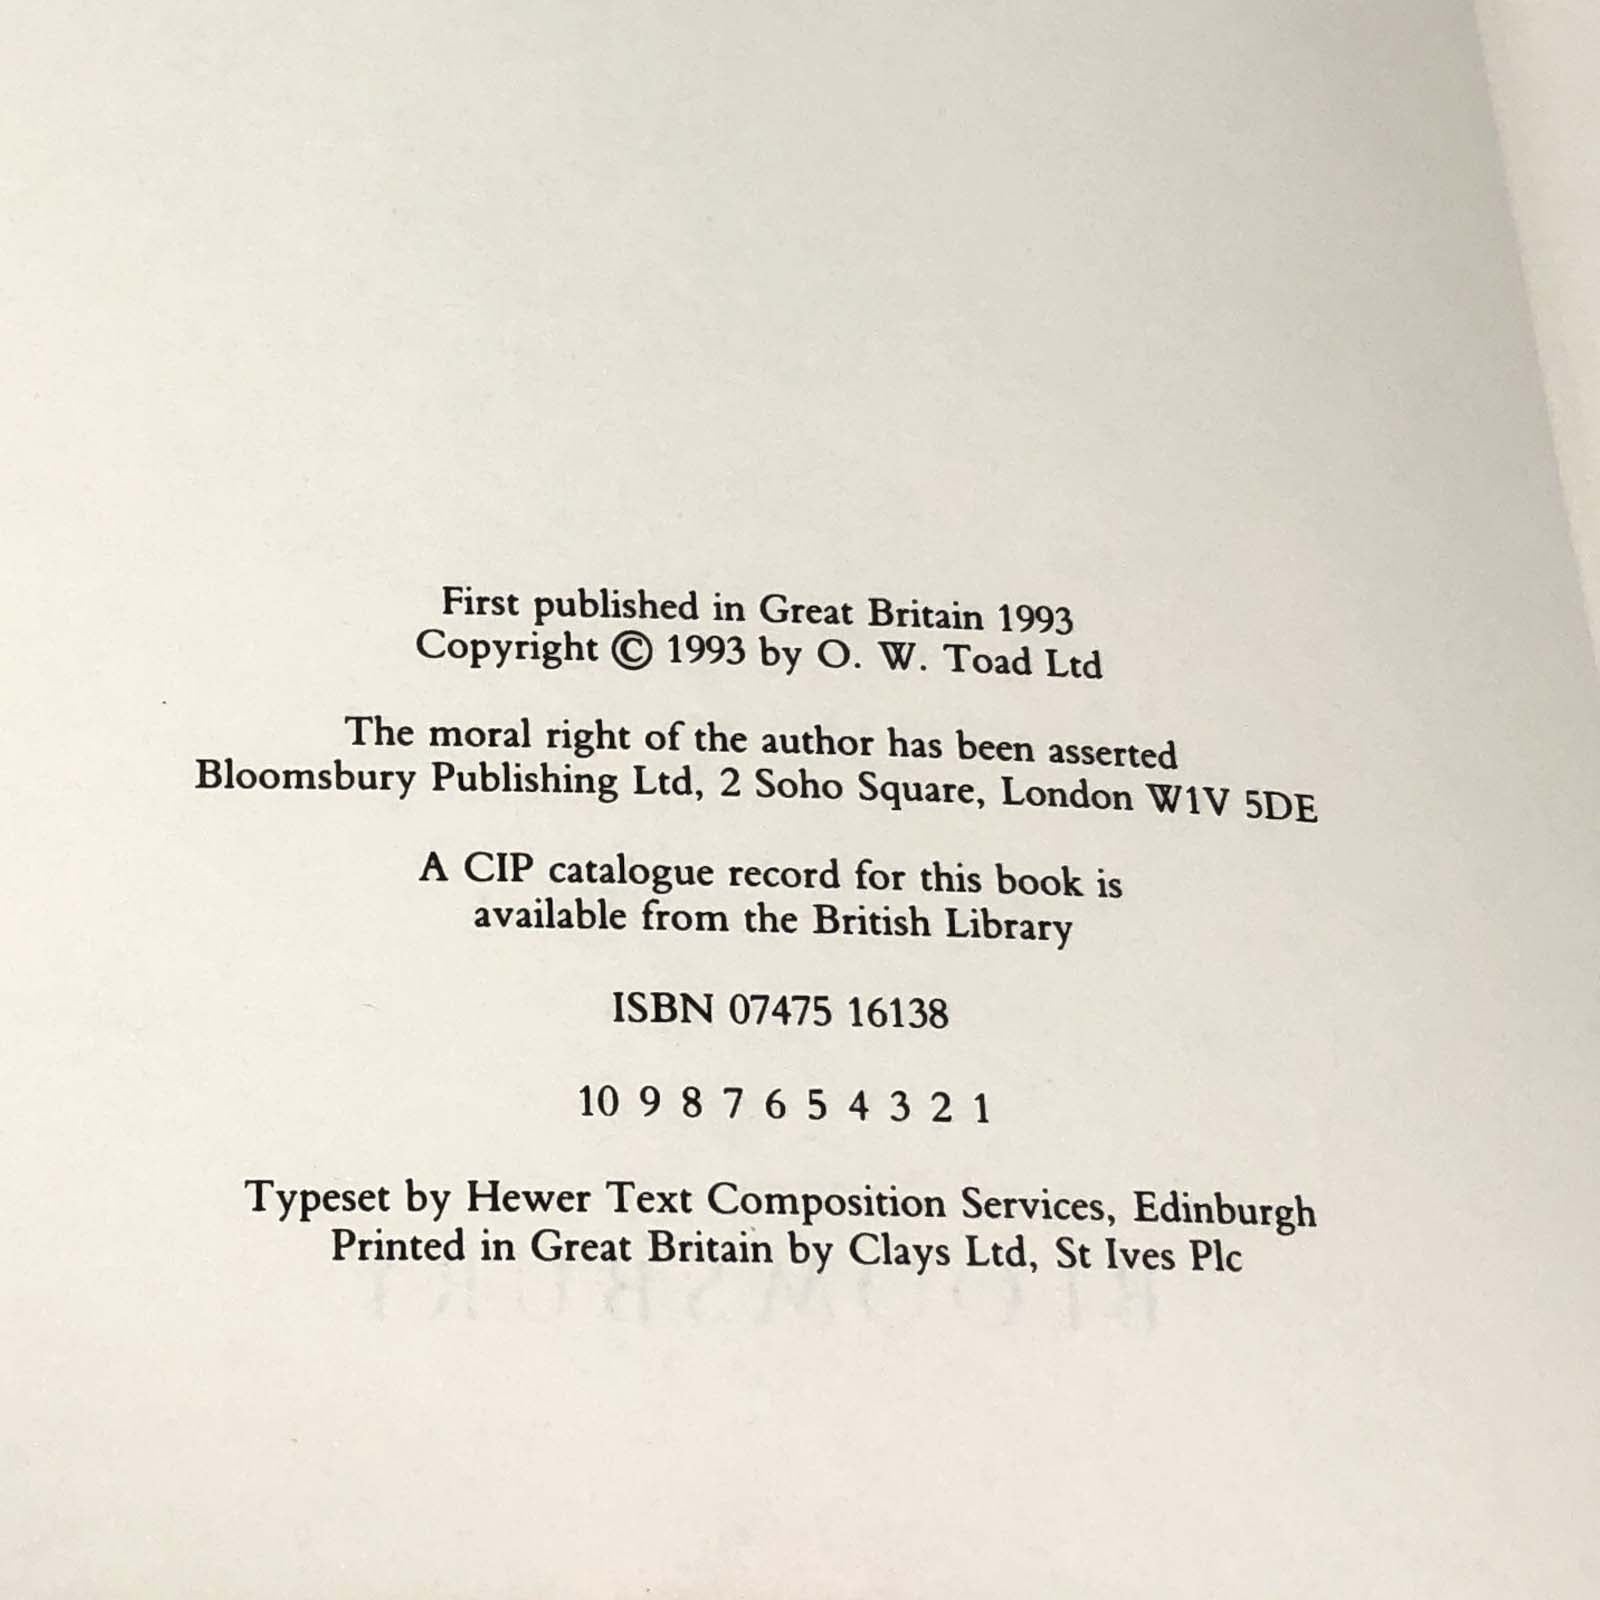 First published in Great Britain 1993
Copyright © 1993 by O. W. Toad Ltd
The moral right of the author has been asserted
Bloomsbury Publishing Ltd, 2 Soho Square, London W1V 5DE
A CIP catalogue record for this book is
available from the British Library
ISBN 07475 16138
10 9 8 7 6 5 4 3 2 1
Typeset by Hewer Text Composition Services, Edinburgh
Printed in Great Britain by Clays Ltd, St Ives Plc
BLOOMSBURY